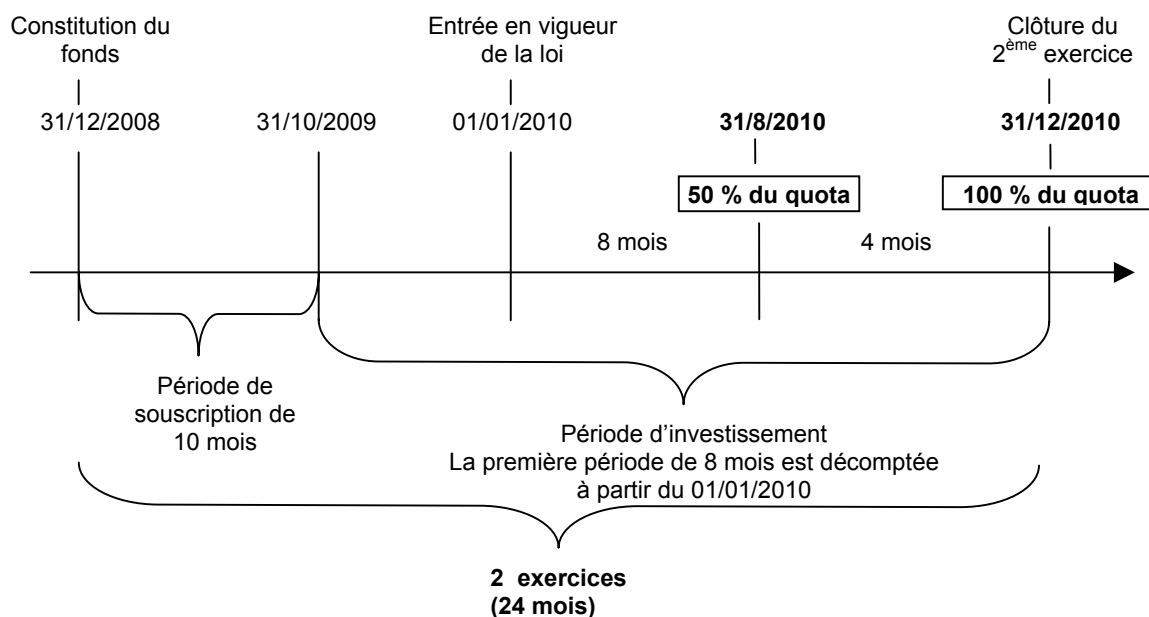 Constitution du
fonds
Entrée en vigueur
de la loi
Clôture du
2ème exercice
31/12/2008
31/10/2009
01/01/2010
31/8/2010
31/12/2010
50 % du quota
100 % du quota
8 mois
4 mois
Période de
souscription de
10 mois
Période d’investissement
La première période de 8 mois est décomptée
à partir du 01/01/2010
2 exercices
(24 mois)